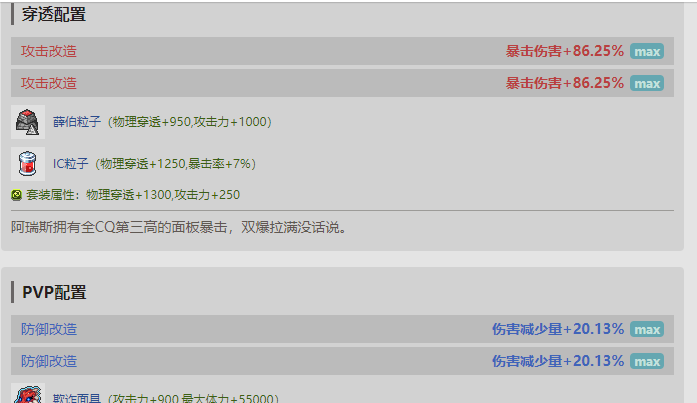 穿透配置
攻击改造 暴击伤害+86.25% max
攻击改造 暴击伤害+86.25% max
薛伯粒子（物理穿透+950,攻击力+1000）
IC粒子（物理穿透+1250,暴击率+7%）
套装属性：物理穿透+1300,攻击力+250
阿瑞斯拥有全CQ第三高的面板暴击，双爆拉满没话说。
PVP配置
防御改造 伤害减少量+20.13% max
防御改造 伤害减少量+20.13% max
欺诈面具（攻击力+900,最大体力+55000）